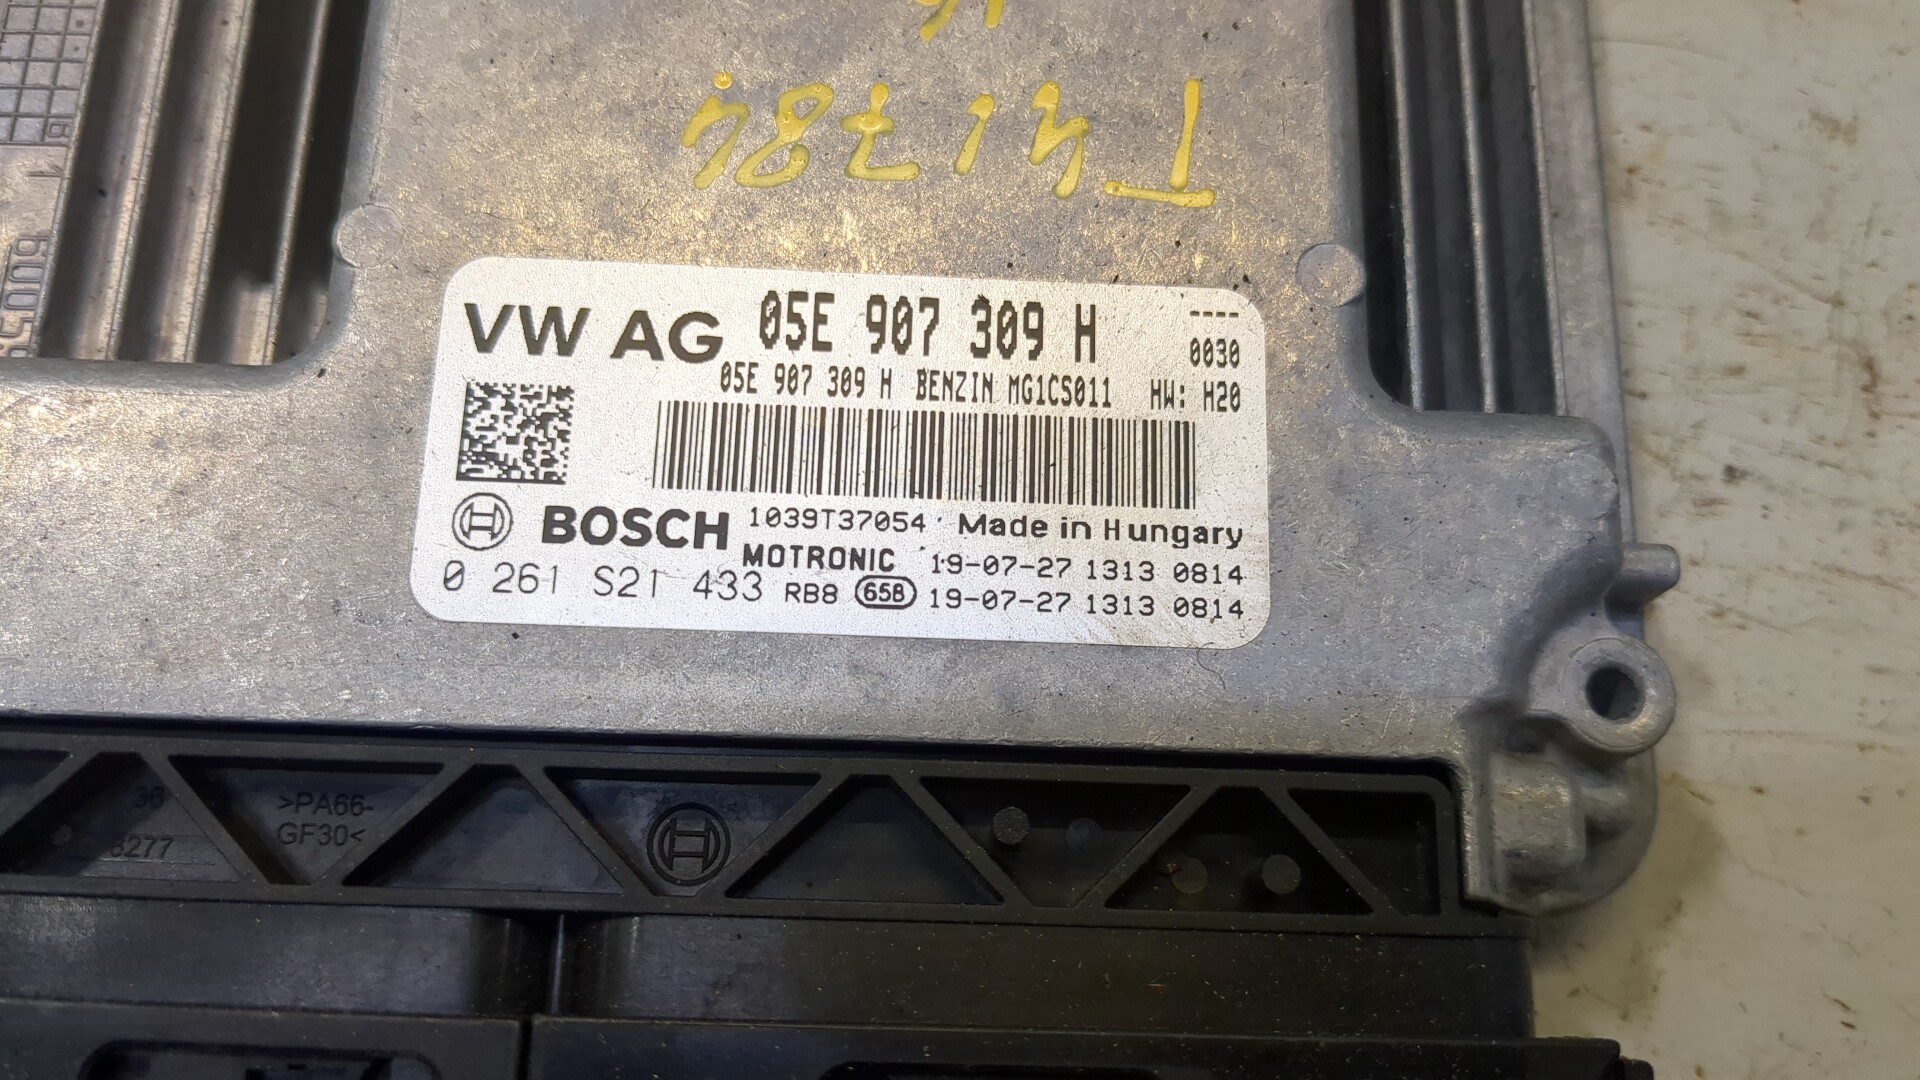 T41784
VW AG 05E 907 309 H ----
0030
05E 907 309 H BENZIN MG1CS011 HW: H20
BOSCH 1039T37054 Made in Hungary
MOTRONIC 19-07-27 1313 0814
0 261 S21 433 RB8 65B 19-07-27 1313 0814
>PA66-
GF30<